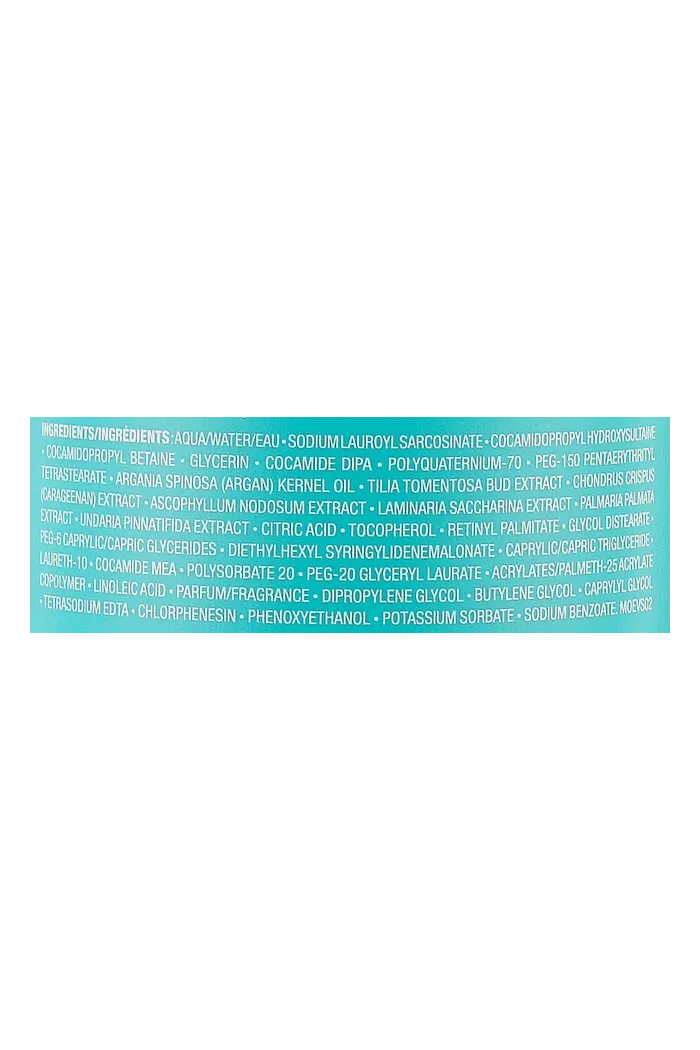 INGREDIENTS/INGRÉDIENTS: AQUA/WATER/EAU • SODIUM LAUROYL SARCOSINATE • COCAMIDOPROPYL HYDROXYSULTAINE
• COCAMIDOPROPYL BETAINE • GLYCERIN • COCAMIDE DIPA • POLYQUATERNIUM-70 • PEG-150 PENTAERYTHRITYL
TETRASTEARATE • ARGANIA SPINOSA (ARGAN) KERNEL OIL • TILIA TOMENTOSA BUD EXTRACT • CHONDRUS CRISPUS
(CARAGEENAN) EXTRACT • ASCOPHYLLUM NODOSUM EXTRACT • LAMINARIA SACCHARINA EXTRACT • PALMARIA PALMATA
EXTRACT • UNDARIA PINNATIFIDA EXTRACT • CITRIC ACID • TOCOPHEROL • RETINYL PALMITATE • GLYCOL DISTEARATE •
PEG-6 CAPRYLIC/CAPRIC GLYCERIDES • DIETHYLHEXYL SYRINGYLIDENEMALONATE • CAPRYLIC/CAPRIC TRIGLYCERIDE •
LAURETH-10 • COCAMIDE MEA • POLYSORBATE 20 • PEG-20 GLYCERYL LAURATE • ACRYLATES/PALMETH-25 ACRYLATE
COPOLYMER • LINOLEIC ACID • PARFUM/FRAGRANCE • DIPROPYLENE GLYCOL • BUTYLENE GLYCOL • CAPRYLYL GLYCOL
• TETRASODIUM EDTA • CHLORPHENESIN • PHENOXYETHANOL • POTASSIUM SORBATE • SODIUM BENZOATE. MOEVS02